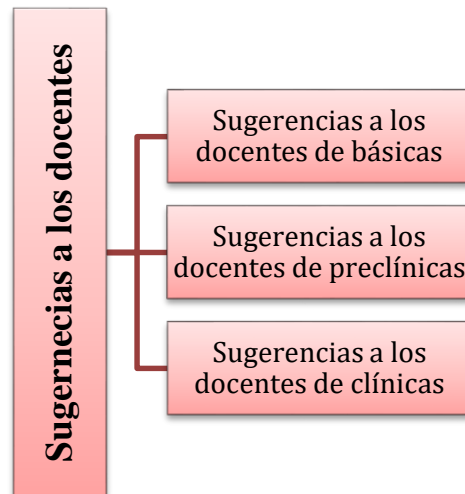 Sugernecias a los docentes
Sugerencias a los
docentes de básicas
Sugerencias a los
docentes de preclínicas
Sugerencias a los
docentes de clínicas